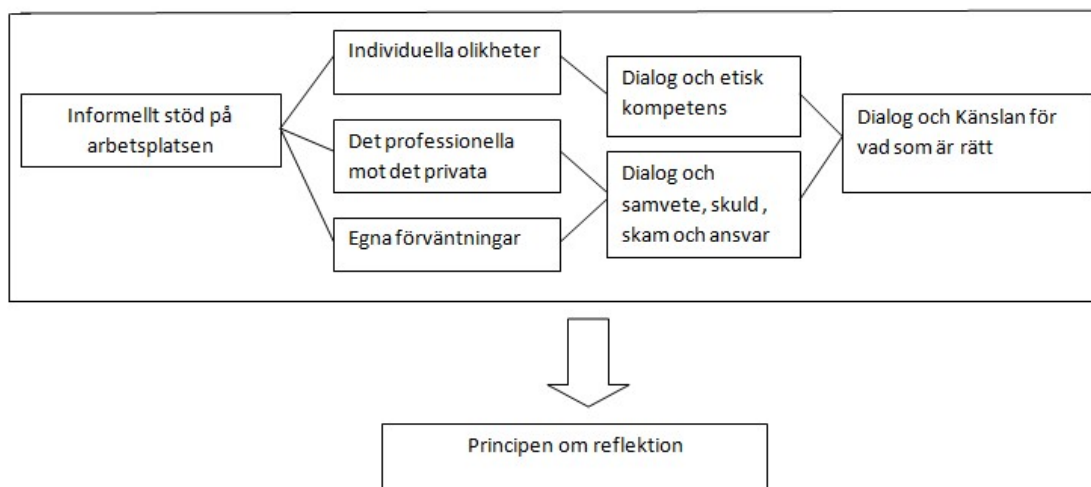 Informellt stöd på
arbetsplatsen
Individuella olikheter
Det professionella
mot det privata
Egna förväntningar
Dialog och etisk
kompetens
Dialog och
samvete, skuld ,
skam och ansvar
Dialog och Känslan för
vad som är rätt
Principen om reflektion